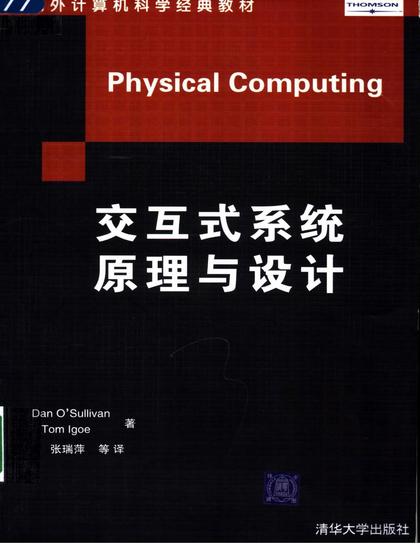 外计算机科学经典教材
THOMSON
Physical Computing
交互式系统
原理与设计
Dan O'Sullivan
Tom Igoe
著
张瑞萍 等译
清华大学出版社